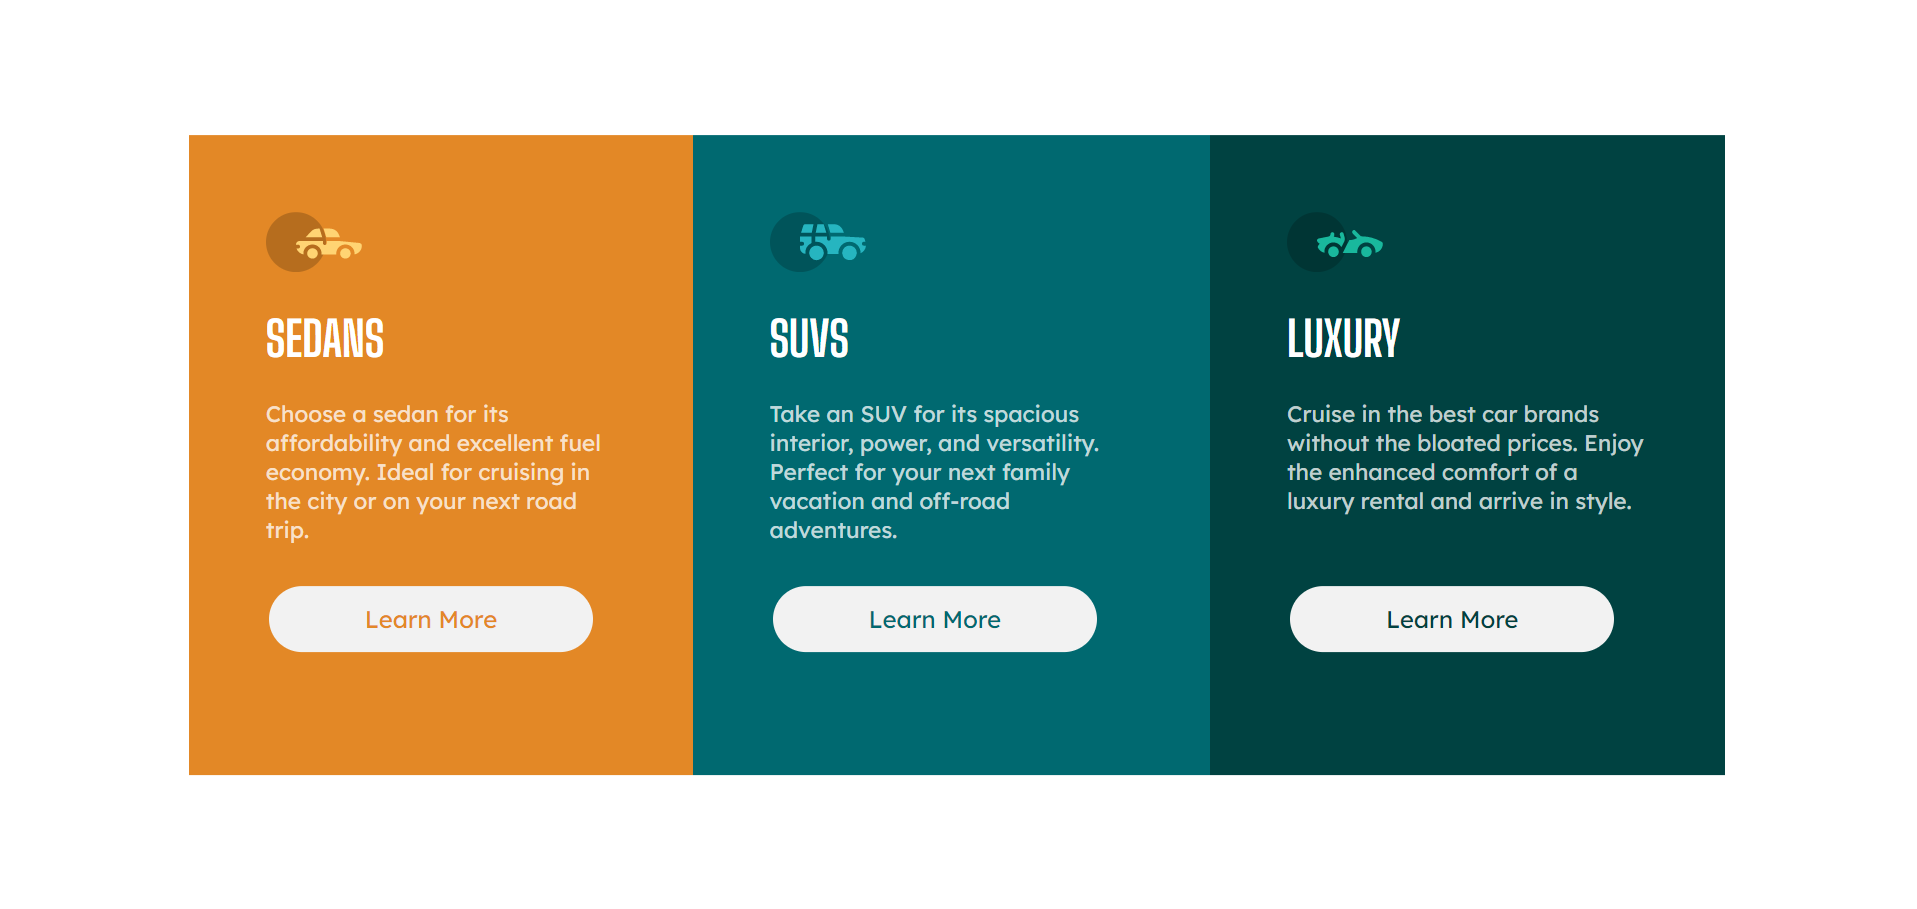 SEDANS
Choose a sedan for its
affordability and excellent fuel
economy. Ideal for cruising in
the city or on your next road
trip.
Learn More
SUVS
Take an SUV for its spacious
interior, power, and versatility.
Perfect for your next family
vacation and off-road
adventures.
Learn More
LUXURY
Cruise in the best car brands
without the bloated prices. Enjoy
the enhanced comfort of a
luxury rental and arrive in style.
Learn More